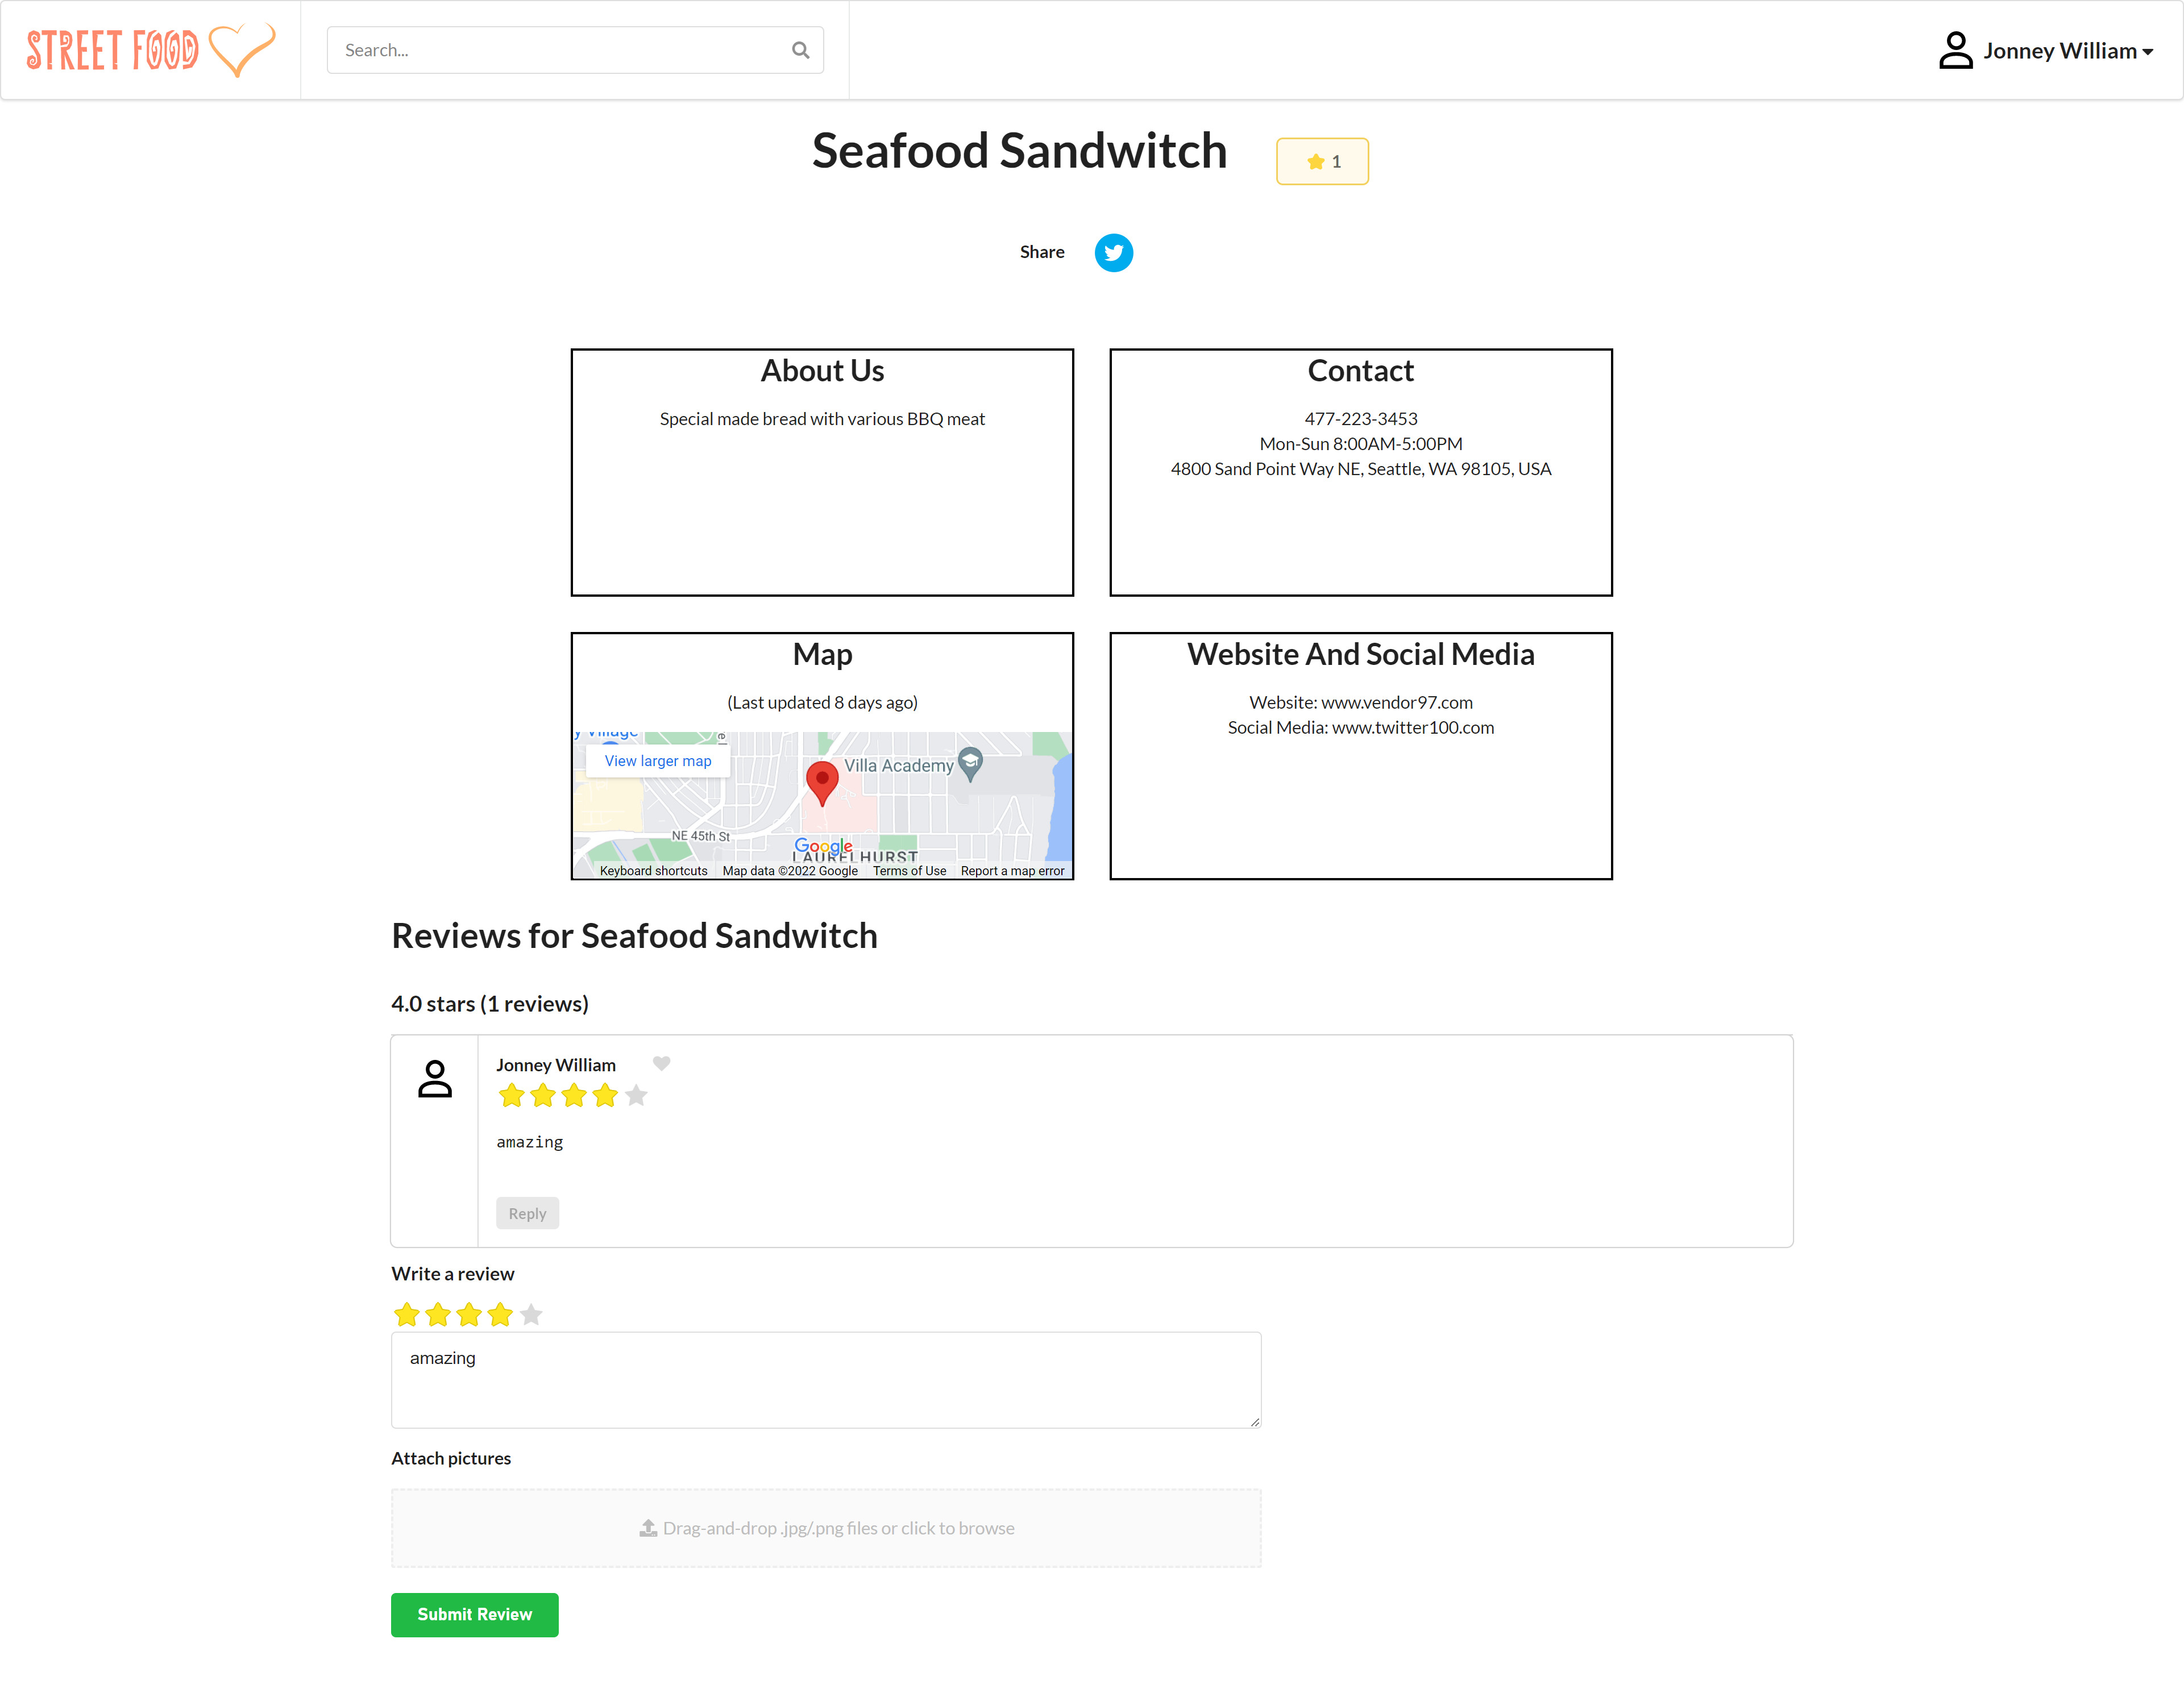 STREET FOOD
Search...
Jonney William
Seafood Sandwitch
1
Share
About Us
Special made bread with various BBQ meat
Contact
477-223-3453
Mon-Sun 8:00AM-5:00PM
4800 Sand Point Way NE, Seattle, WA 98105, USA
Map
(Last updated 8 days ago)
y Village
View larger map
Villa Academy
NE 45th St
Google
LAURELHURST
Keyboard shortcuts
Map data ©2022 Google
Terms of Use
Report a map error
Website And Social Media
Website: www.vendor97.com
Social Media: www.twitter100.com
Reviews for Seafood Sandwitch
4.0 stars (1 reviews)
Jonney William
amazing
Reply
Write a review
amazing
Attach pictures
Drag-and-drop .jpg/.png files or click to browse
Submit Review